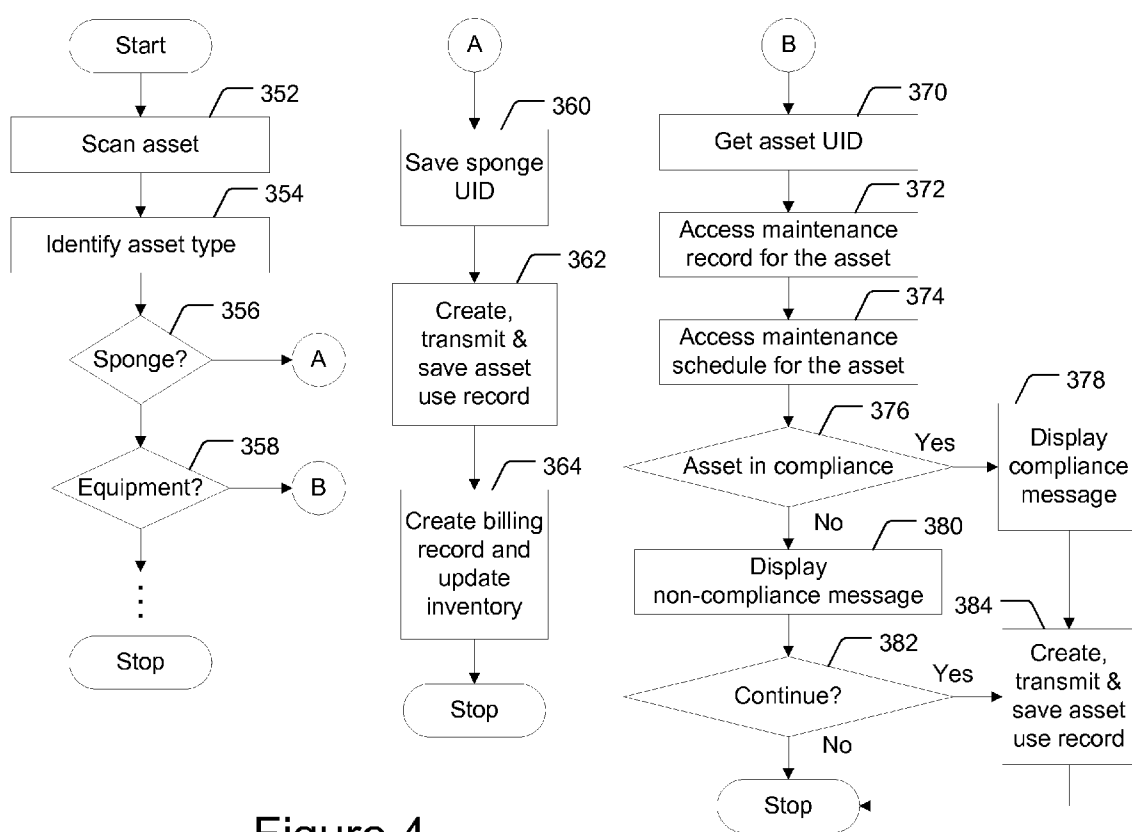 Start
352
Scan asset
354
Identify asset type
356
Sponge?
A
358
Equipment?
B
⋮
Stop
A
360
Save sponge
UID
362
Create,
transmit &
save asset
use record
364
Create billing
record and
update
inventory
Stop
B
370
Get asset UID
372
Access maintenance
record for the asset
374
Access maintenance
schedule for the asset
376
Asset in compliance
Yes
378
Display
compliance
message
No
380
Display
non-compliance message
382
Continue?
Yes
384
Create,
transmit &
save asset
use record
No
Stop
Figure 4